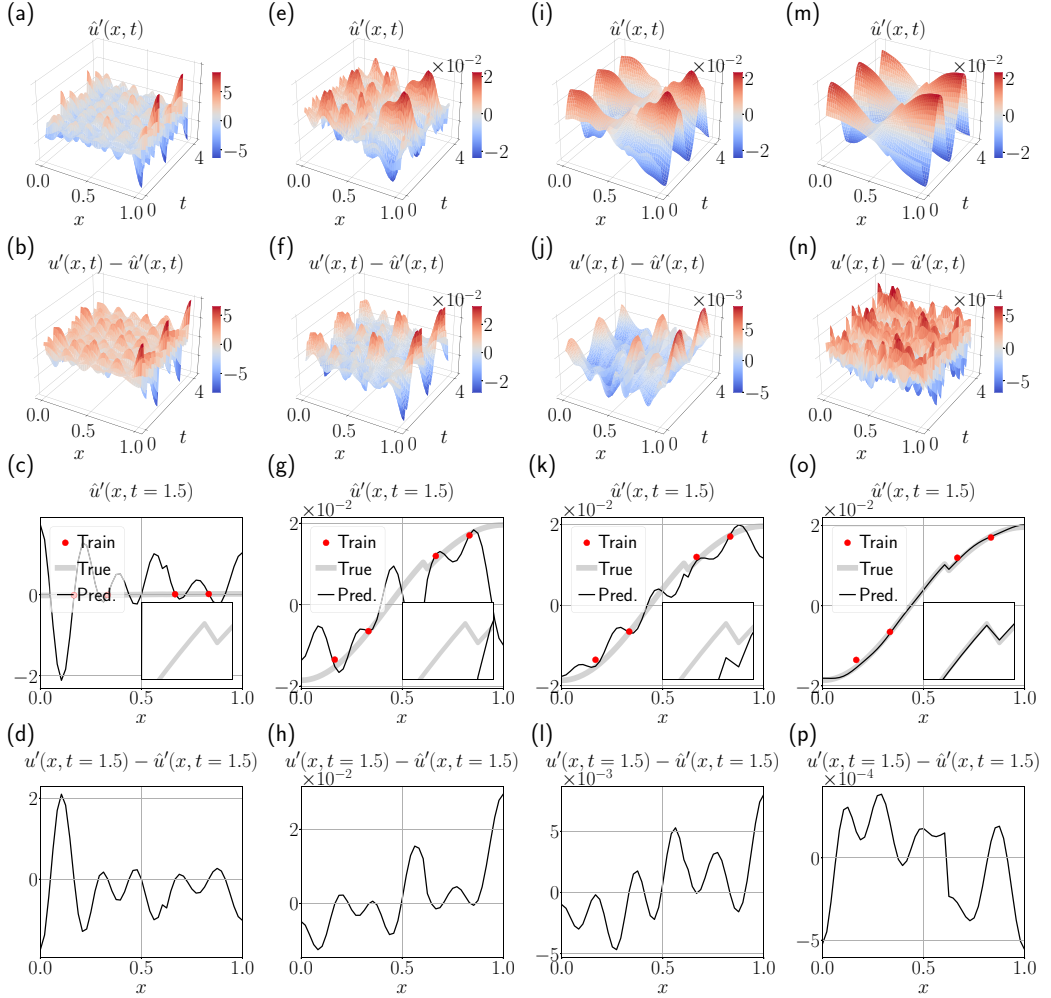 (a) (e) (i) (m)
û′(x, t) û′(x, t) û′(x, t) û′(x, t)
×10⁻² ×10⁻² ×10⁻²
5 0 −5
2 0 −2
2 0 −2
2 0 −2
0.0 0.5 1.0 x 0 4 t
0.0 0.5 1.0 x 0 4 t
0.0 0.5 1.0 x 0 4 t
0.0 0.5 1.0 x 0 4 t
(b) (f) (j) (n)
u′(x, t) − û′(x, t) u′(x, t) − û′(x, t) u′(x, t) − û′(x, t) u′(x, t) − û′(x, t)
×10⁻² ×10⁻³ ×10⁻⁴
5 0 −5
2 0 −2
5 0 −5
5 0 −5
0.0 0.5 1.0 x 0 4 t
0.0 0.5 1.0 x 0 4 t
0.0 0.5 1.0 x 0 4 t
0.0 0.5 1.0 x 0 4 t
(c)
û′(x, t = 1.5)
Train
True
Pred.
0
−2
0.0 0.5 1.0
x
(g)
û′(x, t = 1.5)
×10⁻²
2
Train
True
0
Pred.
−2
0.0 0.5 1.0
x
(k)
û′(x, t = 1.5)
×10⁻²
2
Train
True
0
Pred.
−2
0.0 0.5 1.0
x
(o)
û′(x, t = 1.5)
×10⁻²
2
Train
True
0
Pred.
−2
0.0 0.5 1.0
x
(d)
u′(x, t = 1.5) − û′(x, t = 1.5)
2
0
0.0 0.5 1.0
x
(h)
u′(x, t = 1.5) − û′(x, t = 1.5)
×10⁻²
2
0
0.0 0.5 1.0
x
(l)
u′(x, t = 1.5) − û′(x, t = 1.5)
×10⁻³
5
0
−5
0.0 0.5 1.0
x
(p)
u′(x, t = 1.5) − û′(x, t = 1.5)
×10⁻⁴
0
−5
0.0 0.5 1.0
x